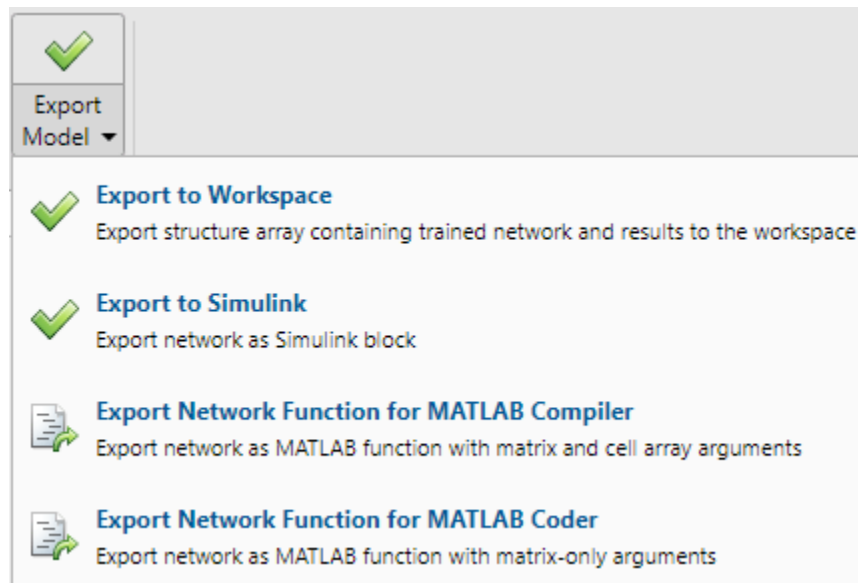 Export
Model
Export to Workspace
Export structure array containing trained network and results to the workspace
Export to Simulink
Export network as Simulink block
Export Network Function for MATLAB Compiler
Export network as MATLAB function with matrix and cell array arguments
Export Network Function for MATLAB Coder
Export network as MATLAB function with matrix-only arguments